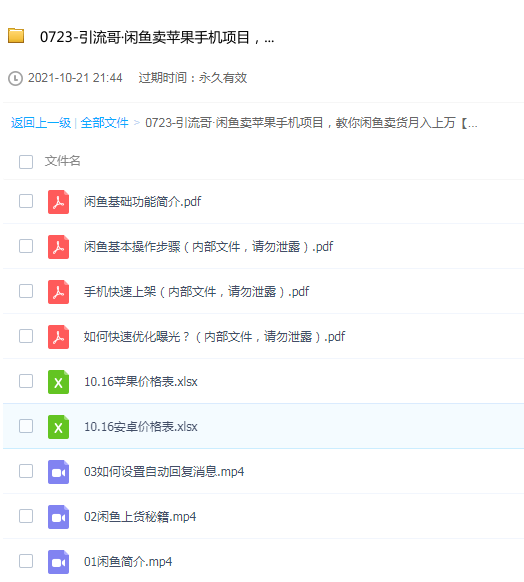 0723-引流哥·闲鱼卖苹果手机项目，...
2021-10-21 21:44 过期时间：永久有效
返回上一级 | 全部文件 > 0723-引流哥·闲鱼卖苹果手机项目，教你闲鱼卖货月入上万【...
文件名
闲鱼基础功能简介.pdf
闲鱼基本操作步骤（内部文件，请勿泄露）.pdf
手机快速上架（内部文件，请勿泄露）.pdf
如何快速优化曝光？（内部文件，请勿泄露）.pdf
10.16苹果价格表.xlsx
10.16安卓价格表.xlsx
03如何设置自动回复消息.mp4
02闲鱼上货秘籍.mp4
01闲鱼简介.mp4